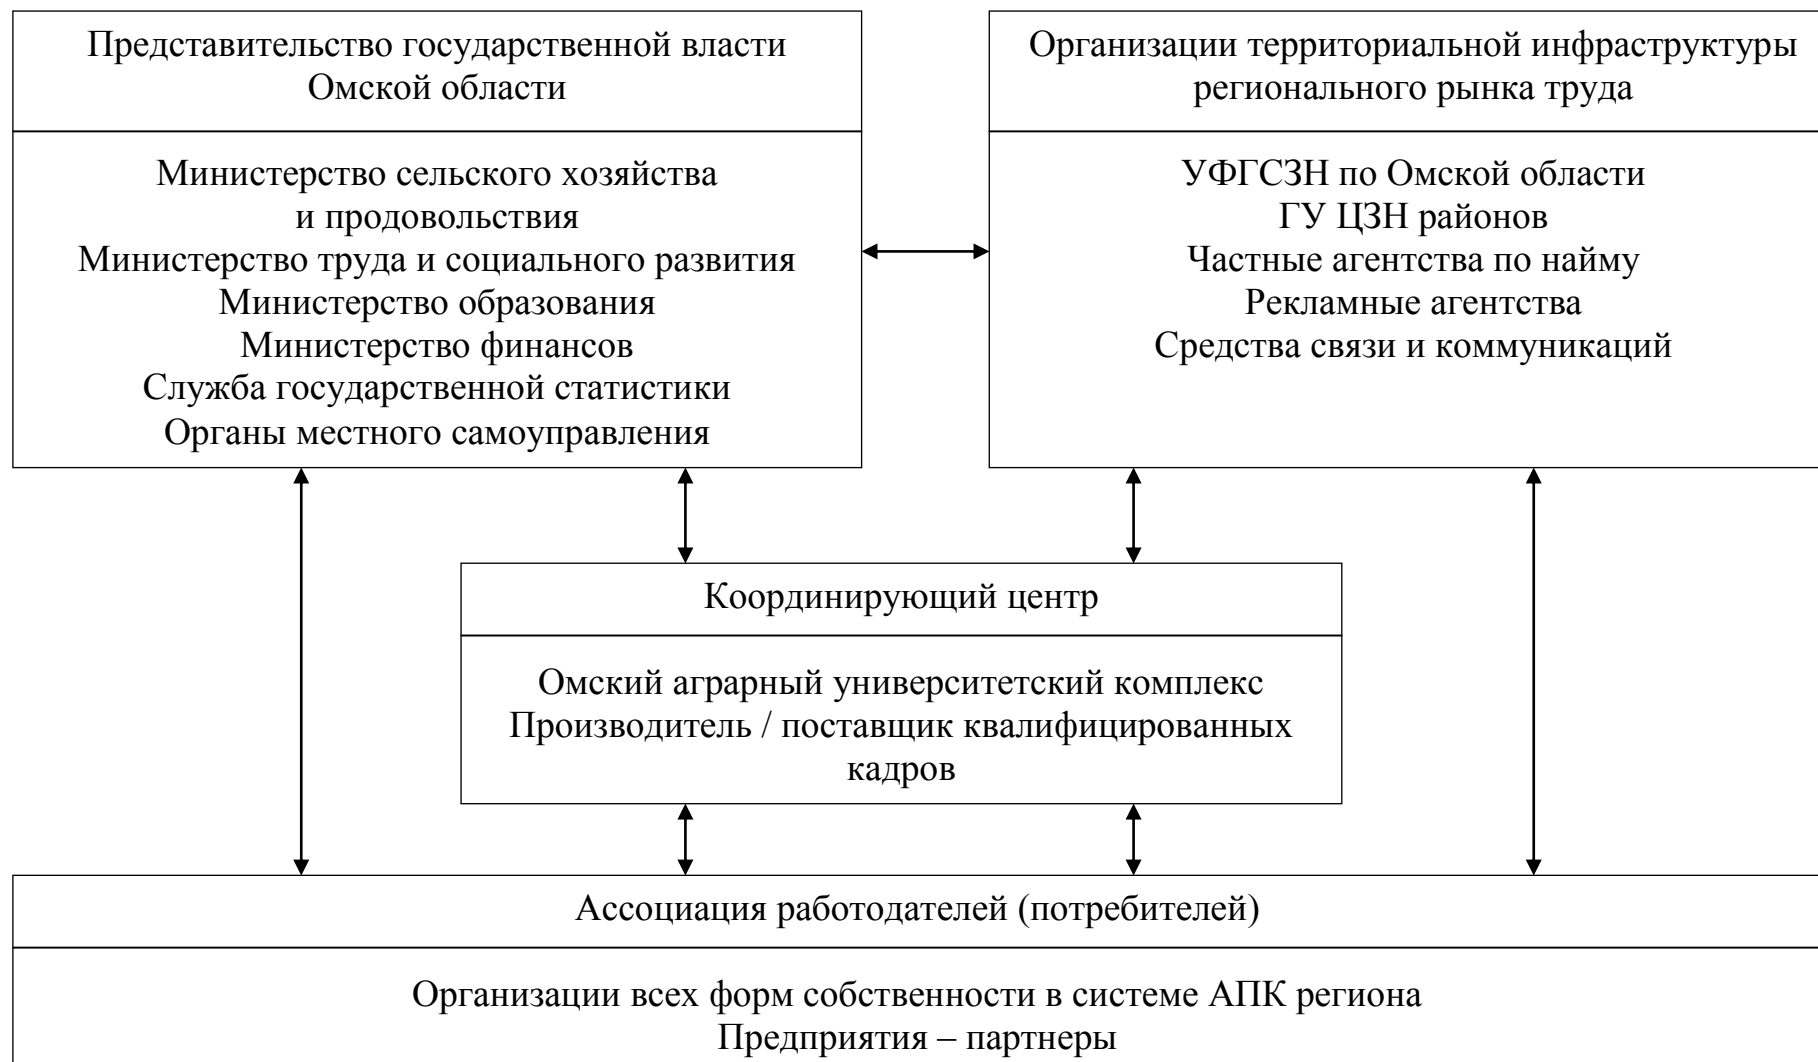 Представительство государственной власти
Омской области
Министерство сельского хозяйства
и продовольствия
Министерство труда и социального развития
Министерство образования
Министерство финансов
Служба государственной статистики
Органы местного самоуправления
Организации территориальной инфраструктуры
регионального рынка труда
УФГСЗН по Омской области
ГУ ЦЗН районов
Частные агентства по найму
Рекламные агентства
Средства связи и коммуникаций
Координирующий центр
Омский аграрный университетский комплекс
Производитель / поставщик квалифицированных
кадров
Ассоциация работодателей (потребителей)
Организации всех форм собственности в системе АПК региона
Предприятия – партнеры